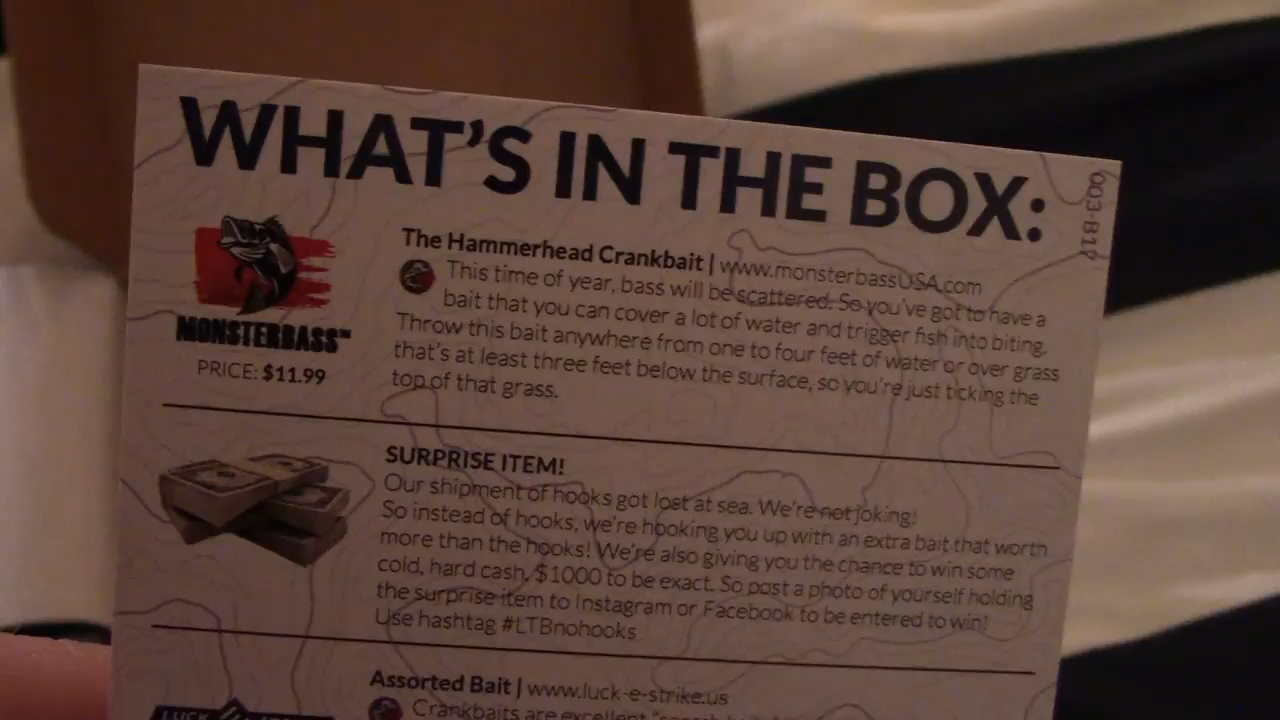 WHAT'S IN THE BOX:
MONSTERBASS™
PRICE: $11.99
The Hammerhead Crankbait | www.monsterbassUSA.com
This time of year, bass will be scattered. So you've got to have a
bait that you can cover a lot of water and trigger fish into biting.
Throw this bait anywhere from one to four feet of water or over grass
that's at least three feet below the surface, so you're just ticking the
top of that grass.
SURPRISE ITEM!
Our shipment of hooks got lost at sea. We're not joking!
So instead of hooks, we're hooking you up with an extra bait that worth
more than the hooks! We're also giving you the chance to win some
cold, hard cash, $1000 to be exact. So post a photo of yourself holding
the surprise item to Instagram or Facebook to be entered to win!
Use hashtag #LTBnohooks
Assorted Bait | www.luck-e-strike.us
Crankbaits are excellent